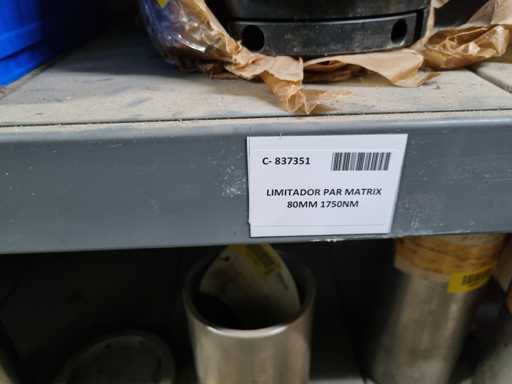 C- 837351
LIMITADOR PAR MATRIX
80MM 1750NM